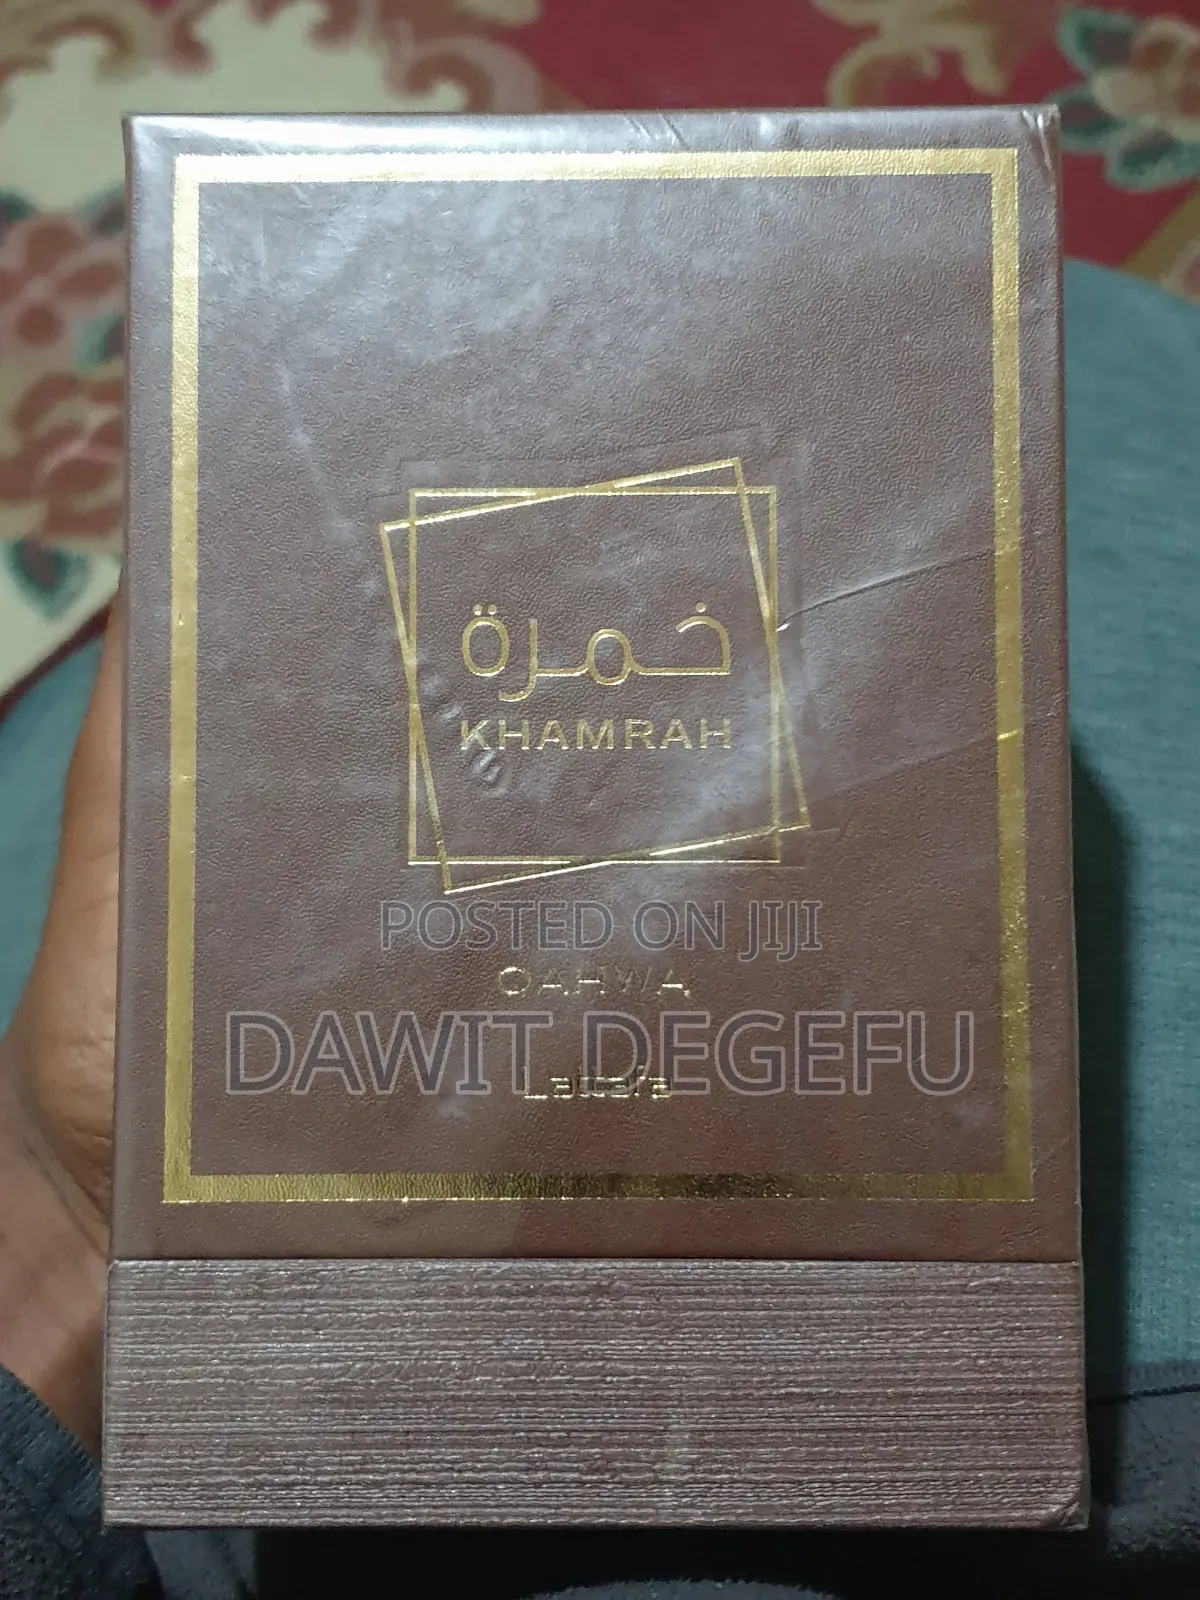 خمرة
KHAMRAH
POSTED ON JIJI
QAHWA
DAWIT DEGEFU
Lattafa